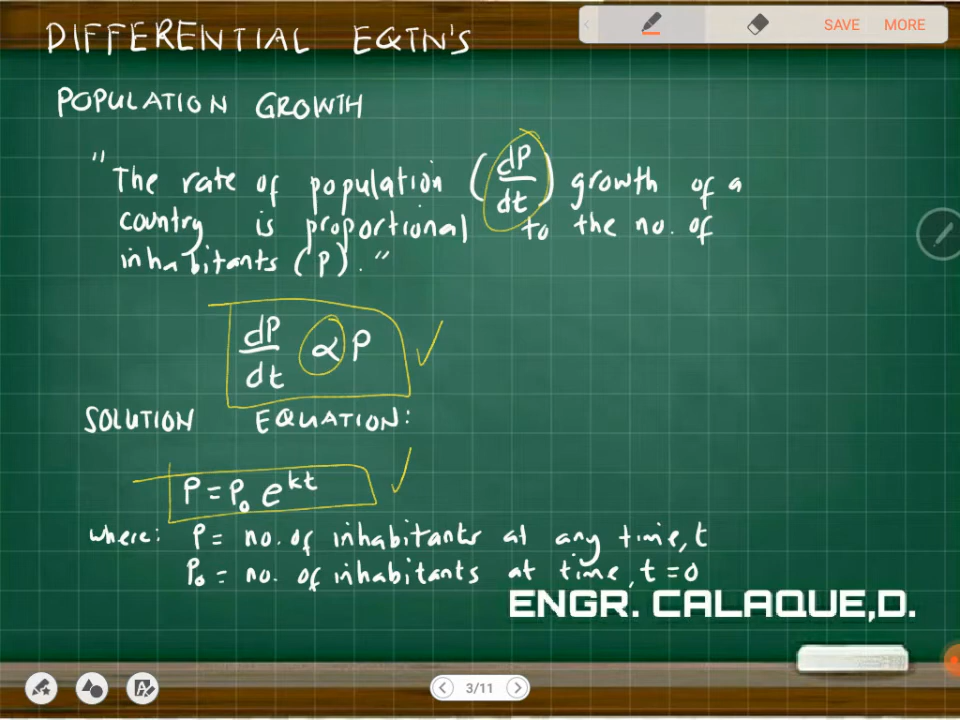 DIFFERENTIAL EQTN'S
SAVE MORE
POPULATION GROWTH
"The rate of population (dP/dt) growth of a
country is proportional to the no. of
inhabitants (P)."
dP/dt ∝ P
SOLUTION EQUATION:
P = P₀ e^kt
where: P = no. of inhabitants at any time, t
P₀ = no. of inhabitants at time, t = 0
ENGR. CALAQUE,D.
3/11